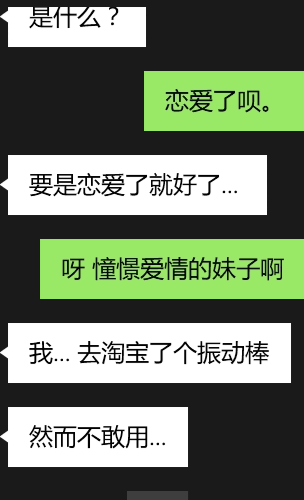 是什么？
恋爱了呗。
要是恋爱了就好了...
呀 憧憬爱情的妹子啊
我... 去淘宝了个振动棒
然而不敢用...